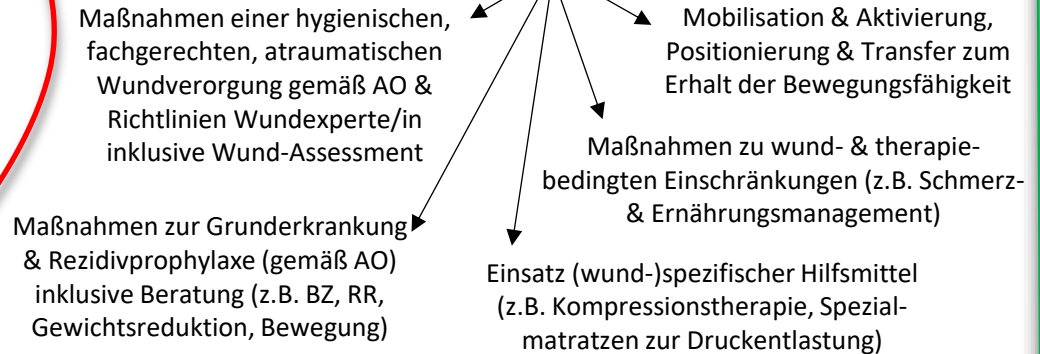 Maßnahmen einer hygienischen,
fachgerechten, atraumatischen
Wundverorgung gemäß AO &
Richtlinien Wundexperte/in
inklusive Wund-Assessment
Mobilisation & Aktivierung,
Positionierung & Transfer zum
Erhalt der Bewegungsfähigkeit
Maßnahmen zu wund- & therapie-
bedingten Einschränkungen (z.B. Schmerz-
& Ernährungsmanagement)
Maßnahmen zur Grunderkrankung
& Rezidivprophylaxe (gemäß AO)
inklusive Beratung (z.B. BZ, RR,
Gewichtsreduktion, Bewegung)
Einsatz (wund-)spezifischer Hilfsmittel
(z.B. Kompressionstherapie, Spezial-
matratzen zur Druckentlastung)